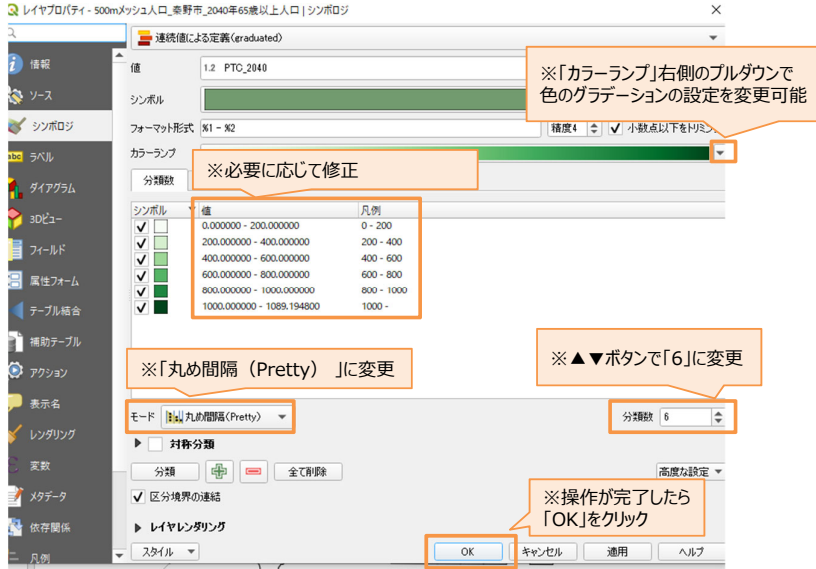 レイヤプロパティ - 500mメッシュ人口_秦野市_2040年65歳以上人口 | シンボロジ
連続値による定義(graduated)
情報
ソース
シンボロジ
abc ラベル
ダイアグラム
3Dビュー
フィールド
属性フォーム
テーブル結合
補助テーブル
アクション
表示名
レンダリング
変数
メタデータ
依存関係
凡例
値
1.2 PTC_2040
シンボル
フォーマット形式 %1 - %2
精度4
小数点以下をトリミ
カラーランプ
※「カラーランプ」右側のプルダウンで
色のグラデーションの設定を変更可能
分類数
※必要に応じて修正
シンボル 値 凡例
0.000000 - 200.000000 0 - 200
200.000000 - 400.000000 200 - 400
400.000000 - 600.000000 400 - 600
600.000000 - 800.000000 600 - 800
800.000000 - 1000.000000 800 - 1000
1000.000000 - 1089.194800 1000 -
※「丸め間隔（Pretty） 」に変更
※▲▼ボタンで「6」に変更
モード 丸め間隔(Pretty)
分類数 6
対称分類
分類
全て削除
高度な設定
区分境界の連結
※操作が完了したら
「OK」をクリック
レイヤレンダリング
スタイル
OK
キャンセル
適用
ヘルプ